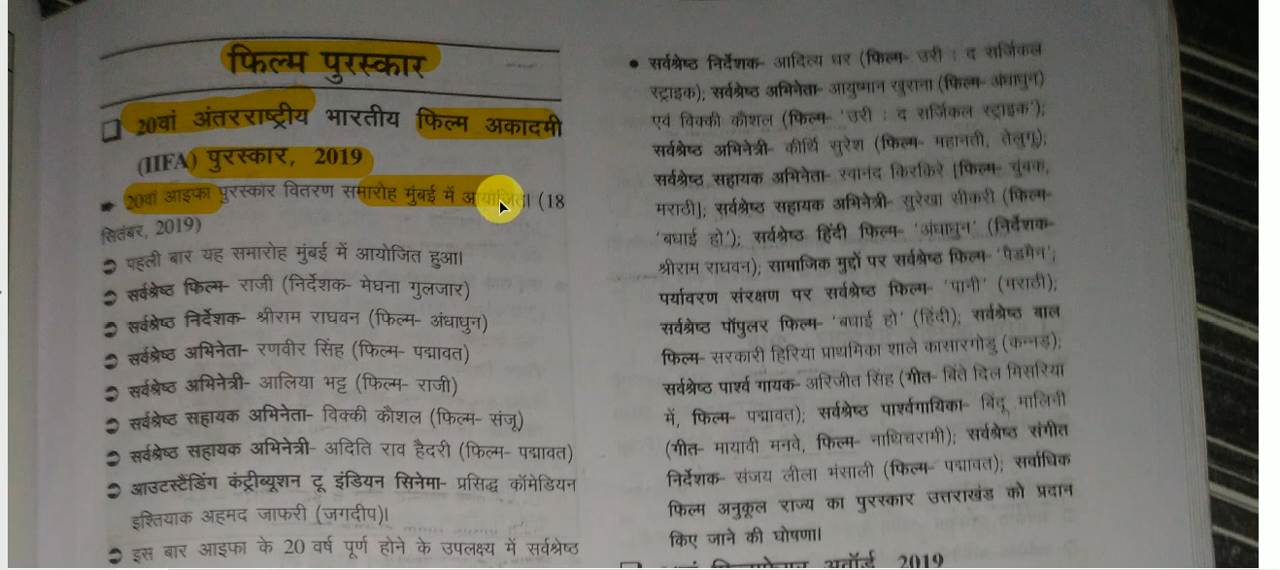 फिल्म पुरस्कार
20वां अंतरराष्ट्रीय भारतीय फिल्म अकादमी
(IIFA) पुरस्कार, 2019
20वां आइफा पुरस्कार वितरण समारोह मुंबई में आयोजित। (18
सितंबर, 2019)
पहली बार यह समारोह मुंबई में आयोजित हुआ।
सर्वश्रेष्ठ फिल्म- राजी (निर्देशक- मेघना गुलजार)
सर्वश्रेष्ठ निर्देशक- श्रीराम राघवन (फिल्म- अंधाधुन)
सर्वश्रेष्ठ अभिनेता- रणवीर सिंह (फिल्म- पद्मावत)
सर्वश्रेष्ठ अभिनेत्री- आलिया भट्ट (फिल्म- राजी)
सर्वश्रेष्ठ सहायक अभिनेता- विक्की कौशल (फिल्म- संजू)
सर्वश्रेष्ठ सहायक अभिनेत्री- अदिति राव हैदरी (फिल्म- पद्मावत)
आउटस्टैंडिंग कंट्रीब्यूशन टू इंडियन सिनेमा- प्रसिद्ध कॉमेडियन
इश्तियाक अहमद जाफरी (जगदीप)।
इस बार आइफा के 20 वर्ष पूर्ण होने के उपलक्ष्य में सर्वश्रेष्ठ
सर्वश्रेष्ठ निर्देशक- आदित्य धर (फिल्म- उरी : द सर्जिकल
स्ट्राइक); सर्वश्रेष्ठ अभिनेता- आयुष्मान खुराना (फिल्म- अंधाधुन)
एवं विक्की कौशल (फिल्म- 'उरी : द सर्जिकल स्ट्राइक');
सर्वश्रेष्ठ अभिनेत्री- कीर्थि सुरेश (फिल्म- महानती, तेलुगू);
सर्वश्रेष्ठ सहायक अभिनेता- स्वानंद किरकिरे [फिल्म- चुंबक,
मराठी]; सर्वश्रेष्ठ सहायक अभिनेत्री- सुरेखा सीकरी (फिल्म-
'बधाई हो'); सर्वश्रेष्ठ हिंदी फिल्म- 'अंधाधुन' (निर्देशक-
श्रीराम राघवन); सामाजिक मुद्दों पर सर्वश्रेष्ठ फिल्म- 'पैडमैन';
पर्यावरण संरक्षण पर सर्वश्रेष्ठ फिल्म- 'पानी' (मराठी);
सर्वश्रेष्ठ पॉपुलर फिल्म- 'बधाई हो' (हिंदी); सर्वश्रेष्ठ बाल
फिल्म- सरकारी हिरिया प्राथमिका शाले कासारगोडु (कन्नड़);
सर्वश्रेष्ठ पार्श्व गायक- अरिजीत सिंह (गीत- बिंते दिल मिसरिया
में, फिल्म- पद्मावत); सर्वश्रेष्ठ पार्श्वगायिका- बिंदू मालिनी
(गीत- मायावी मनवे, फिल्म- नाथिचरामी); सर्वश्रेष्ठ संगीत
निर्देशक- संजय लीला भंसाली (फिल्म- पद्मावत); सर्वाधिक
फिल्म अनुकूल राज्य का पुरस्कार उत्तराखंड को प्रदान
किए जाने की घोषणा।
अवॉर्ड 2019